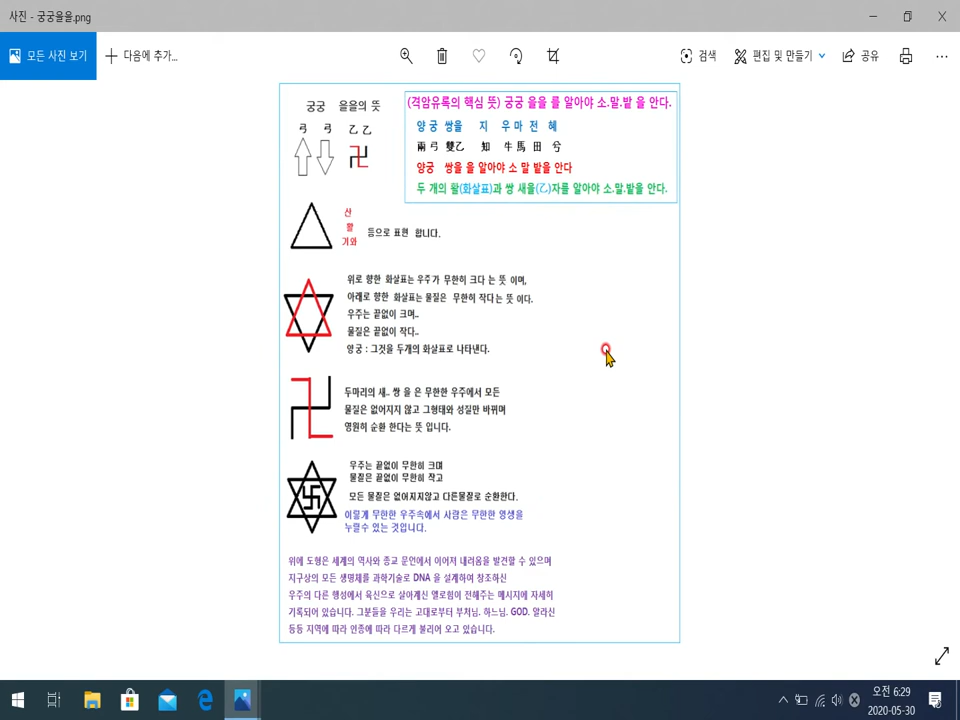 사진 - 궁궁을을.png
모든 사진 보기
다음에 추가...
검색
편집 및 만들기
공유
궁궁 을을의 뜻
弓 弓 乙 乙
(격암유록의 핵심 뜻) 궁궁 을을 를 알아야 소.말.밭 을 안다.
양 궁 쌍을 지 우 마 전 혜
兩 弓 雙乙 知 牛 馬 田 兮
양궁 쌍을 을 알아야 소 말 밭을 안다
두 개의 활(화살표)과 쌍 새을(乙)자를 알아야 소.말.밭을 안다.
산
활
기와
등으로 표현 합니다.
위로 향한 화살표는 우주가 무한히 크다 는 뜻 이며,
아래로 향한 화살표는 물질은 무한히 작다는 뜻 이다.
우주는 끝없이 크며..
물질은 끝없이 작다..
양궁 : 그것을 두개의 화살표로 나타낸다.
두마리의 새.. 쌍 을 은 무한한 우주에서 모든
물질은 없어지지 않고 그형태와 성질만 바뀌며
영원히 순환 한다는 뜻 입니다.
우주는 끝없이 무한히 크며
물질은 끝없이 무한히 작고
모든 물질은 없어지지않고 다른물질로 순환한다.
이렇게 무한한 우주속에서 사람은 무한한 영생을
누릴수 있는 것입니다.
위에 도형은 세계의 역사와 종교 문언에서 이어져 내려옴을 발견할 수 있으며
지구상의 모든 생명체를 과학기술로 DNA 을 설계하여 창조하신
우주의 다른 행성에서 육신으로 살아계신 엘로힘이 전해주는 메시지에 자세히
기록되어 있습니다. 그분들을 우리는 고대로부터 부처님. 하느님. GOD. 알라신
등등 지역에 따라 인종에 따라 다르게 불리어 오고 있습니다.
오전 6:29
2020-05-30